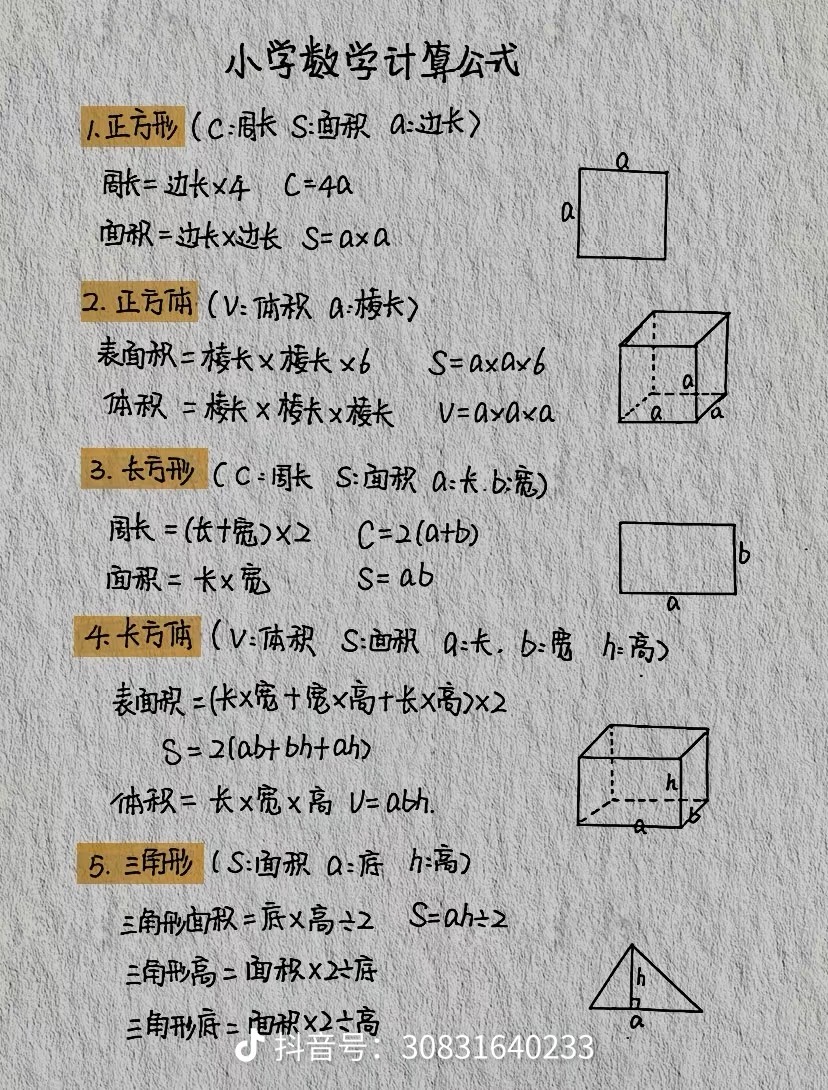 小学数学计算公式
1.正方形(C:周长 S:面积 a:边长)
周长=边长×4 C=4a
面积=边长×边长 S=a×a
a
a
2.正方体(V:体积 a:棱长)
表面积=棱长×棱长×6 S=a×a×6
体积=棱长×棱长×棱长 V=a×a×a
a
a
a
3.长方形(C:周长 S:面积 a:长.b:宽)
周长=(长+宽)×2 C=2(a+b)
面积=长×宽 S=ab
b
a
4.长方体(V:体积 S:面积 a:长. b:宽 h:高)
表面积=(长×宽+宽×高+长×高)×2
S=2(ab+bh+ah)
体积=长×宽×高 V=abh.
h
b
a
5.三角形(S:面积 a:底 h:高)
三角形面积=底×高÷2 S=ah÷2
三角形高=面积×2÷底
三角形底=面积×2÷高
h
a
抖音号：30831640233